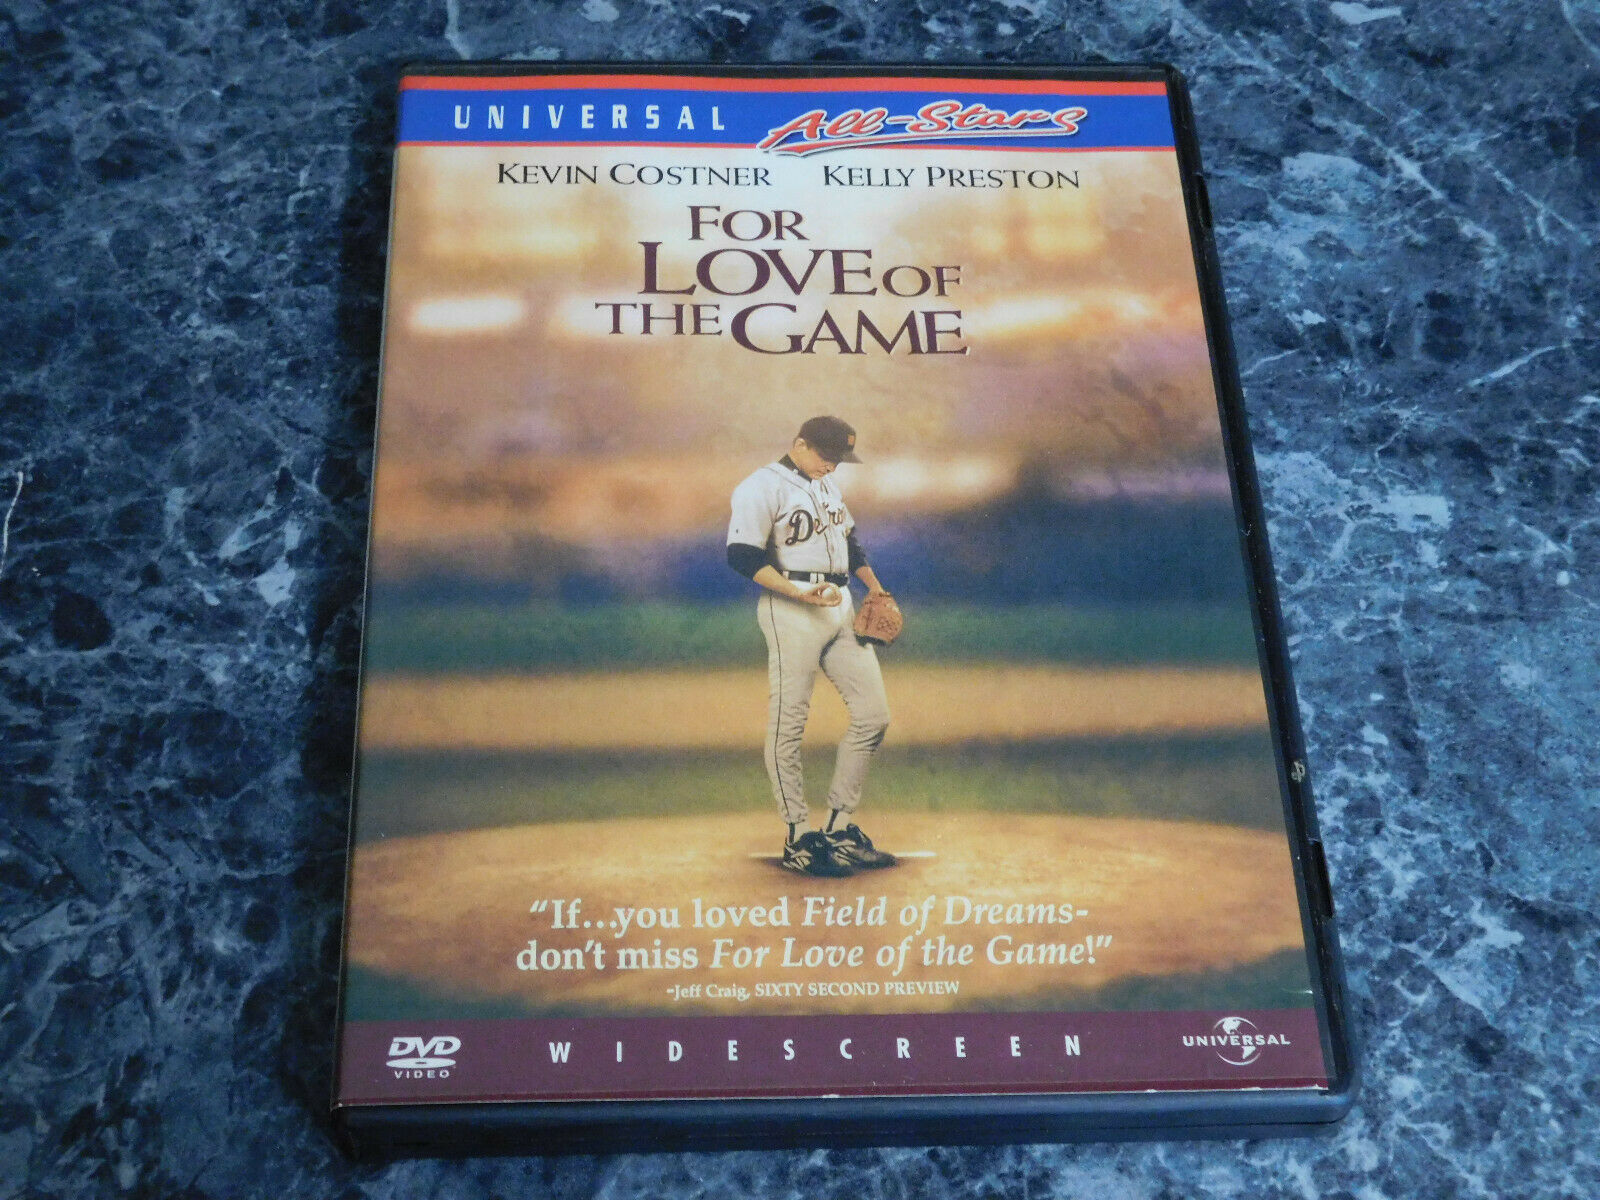 UNIVERSAL All-Stars
KEVIN COSTNER KELLY PRESTON
FOR
LOVE OF
THE GAME
Detro
"If...you loved Field of Dreams-
don't miss For Love of the Game!"
-Jeff Craig, SIXTY SECOND PREVIEW
DVD
VIDEO
WIDESCREEN
UNIVERSAL